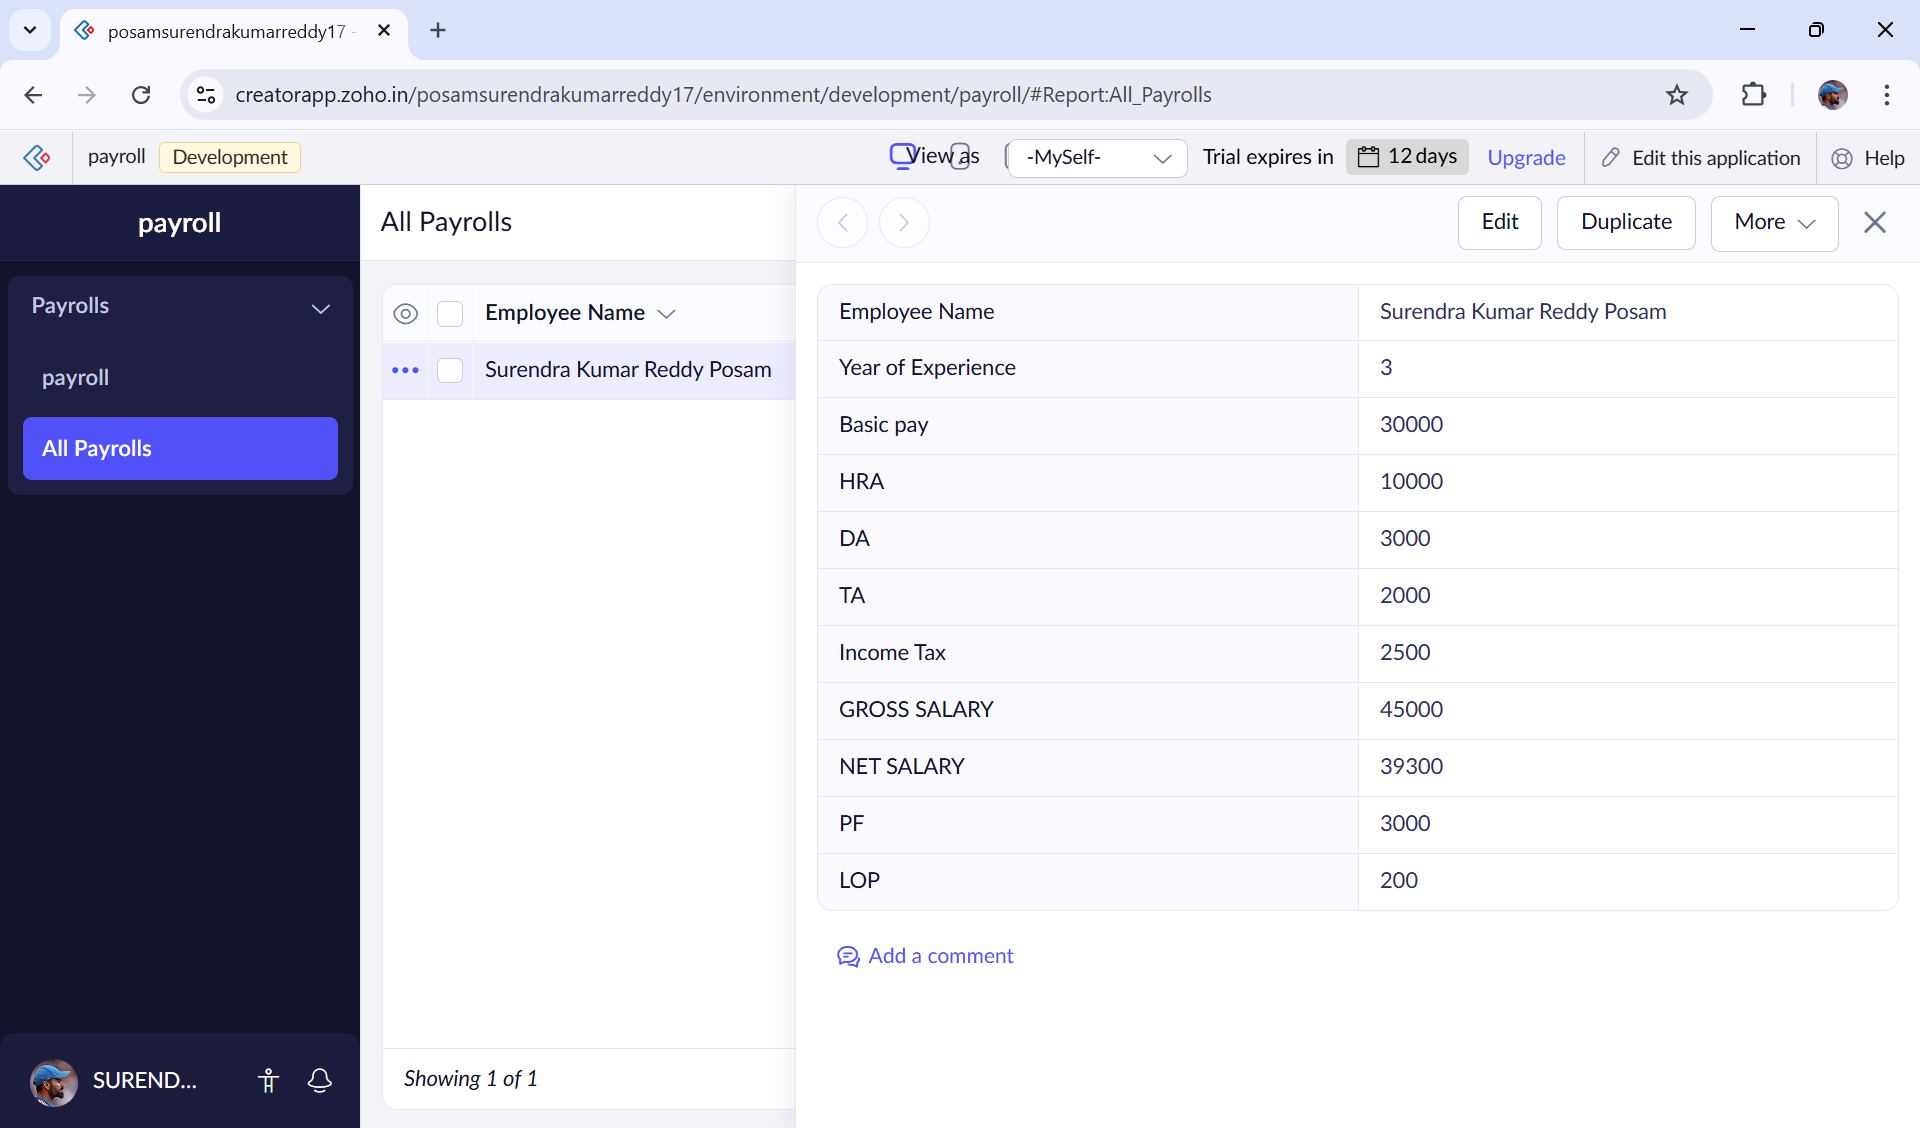 posamsurendrakumarreddy17 -
creatorapp.zoho.in/posamsurendrakumarreddy17/environment/development/payroll/#Report:All_Payrolls
payroll Development View as -MySelf- Trial expires in 12 days Upgrade Edit this application Help
payroll
Payrolls
payroll
All Payrolls
SUREND...
All Payrolls
Employee Name
Surendra Kumar Reddy Posam
Showing 1 of 1
Edit Duplicate More
Employee Name Surendra Kumar Reddy Posam
Year of Experience 3
Basic pay 30000
HRA 10000
DA 3000
TA 2000
Income Tax 2500
GROSS SALARY 45000
NET SALARY 39300
PF 3000
LOP 200
Add a comment